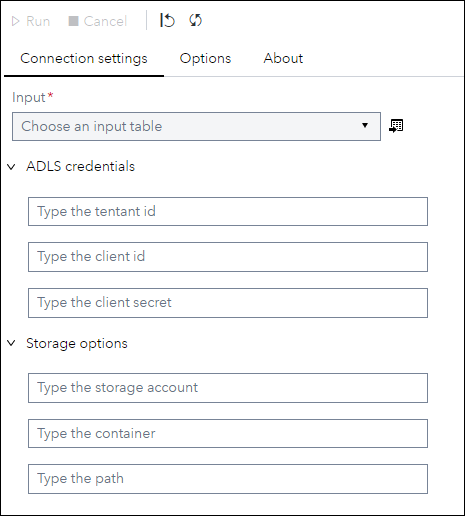 Run Cancel
Connection settings Options About
Input *
Choose an input table
ADLS credentials
Type the tentant id
Type the client id
Type the client secret
Storage options
Type the storage account
Type the container
Type the path